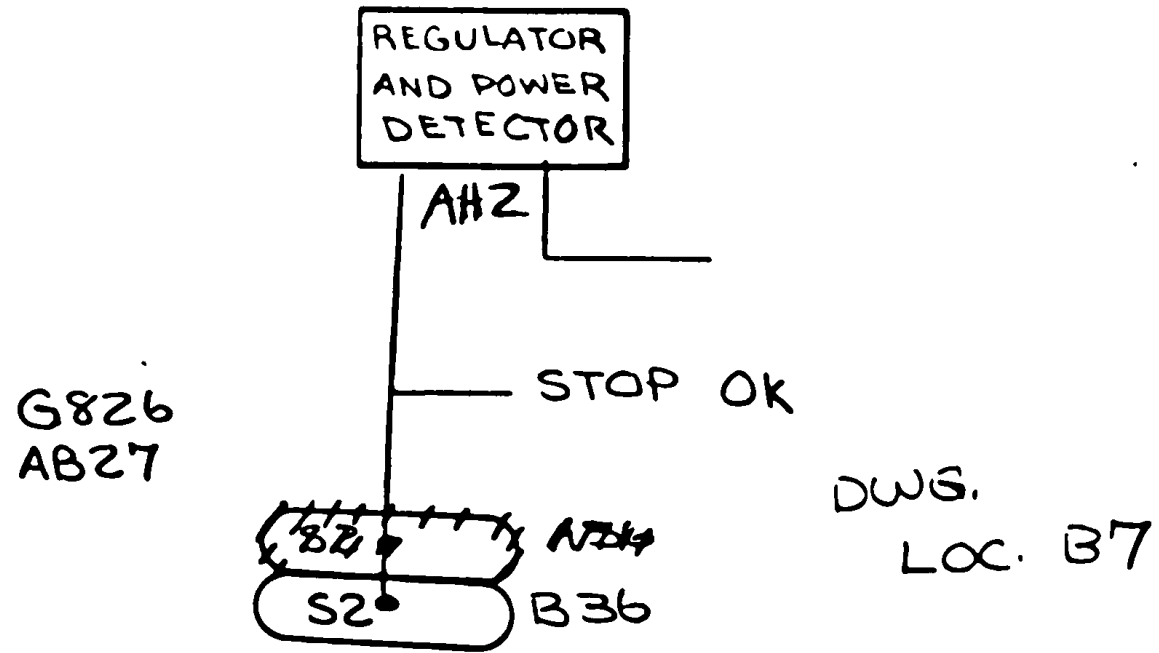 REGULATOR
AND POWER
DETECTOR
AH2
STOP OK
G826
AB27
DWG.
LOC. B7
S2 B36